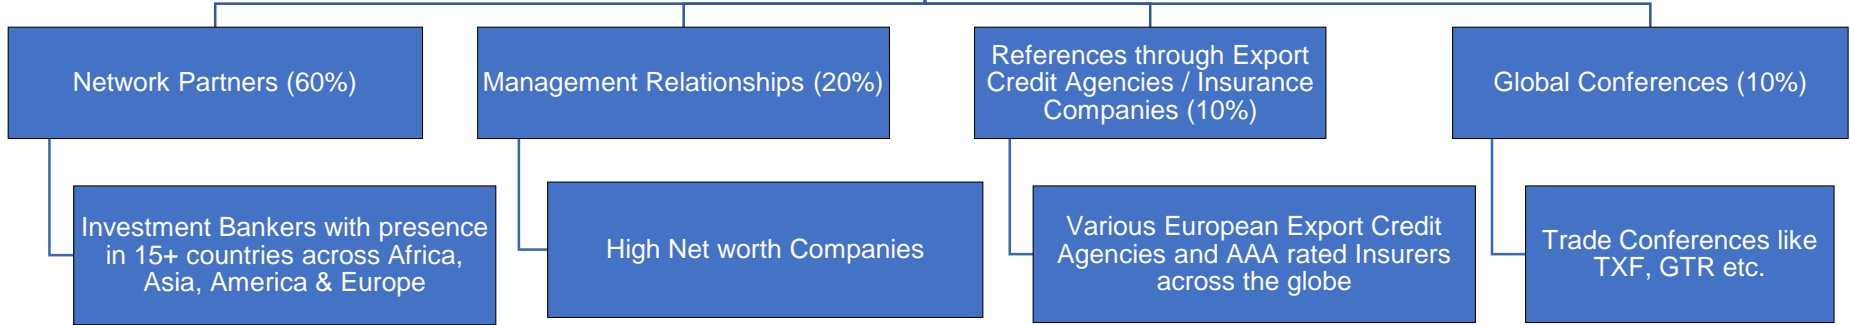 Network Partners (60%)
Management Relationships (20%)
References through Export
Credit Agencies / Insurance
Companies (10%)
Global Conferences (10%)
Investment Bankers with presence
in 15+ countries across Africa,
Asia, America & Europe
High Net worth Companies
Various European Export Credit
Agencies and AAA rated Insurers
across the globe
Trade Conferences like
TXF, GTR etc.